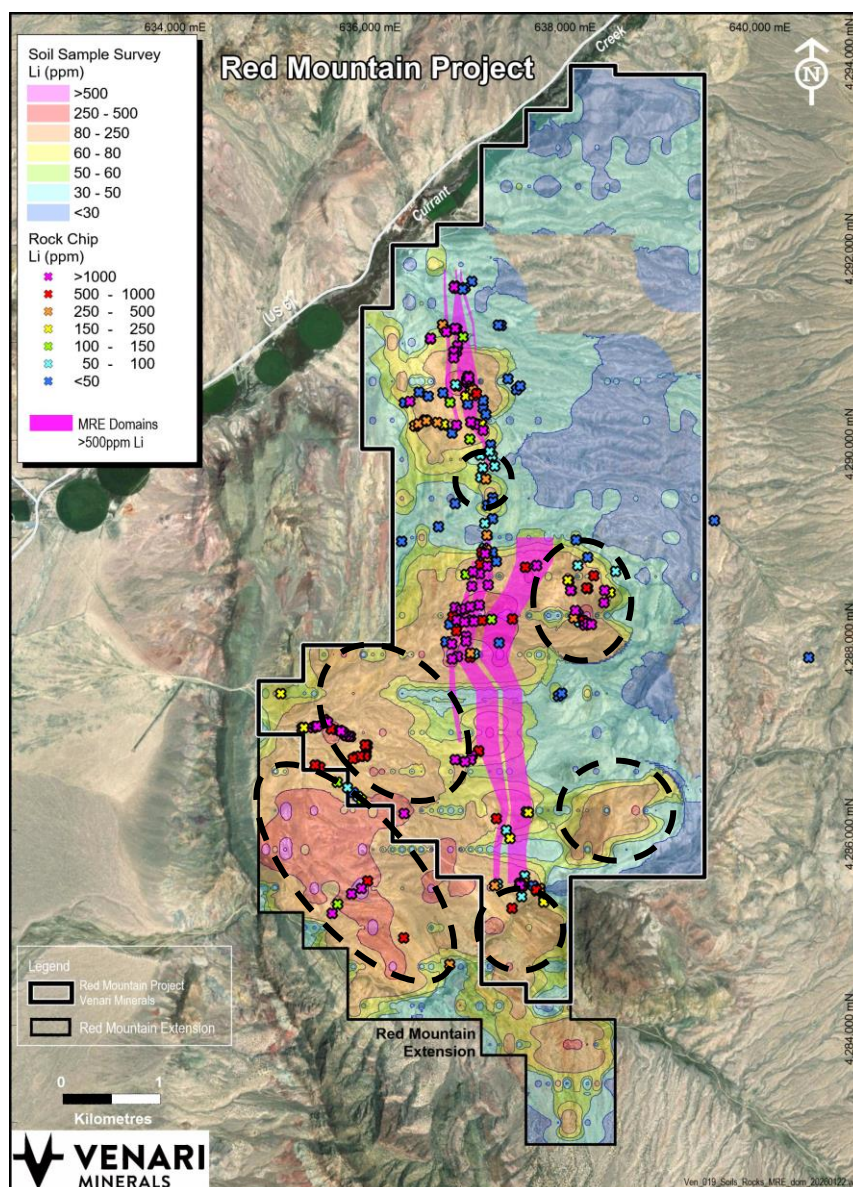 634,000 mE
636,000 mE
638,000 mE
640,000 mE
Red Mountain Project
Soil Sample Survey
Li (ppm)
>500
250 - 500
80 - 250
60 - 80
50 - 60
30 - 50
<30
Rock Chip
Li (ppm)
>1000
500 - 1000
250 - 500
150 - 250
100 - 150
50 - 100
<50
MRE Domains
>500ppm Li
N
Creek
Currant
4,294,000 mN
4,292,000 mN
4,290,000 mN
4,288,000 mN
4,286,000 mN
4,284,000 mN
Legend
Red Mountain Project
Venari Minerals
Red Mountain Extension
Red Mountain
Extension
0 1
Kilometres
VENARI
MINERALS